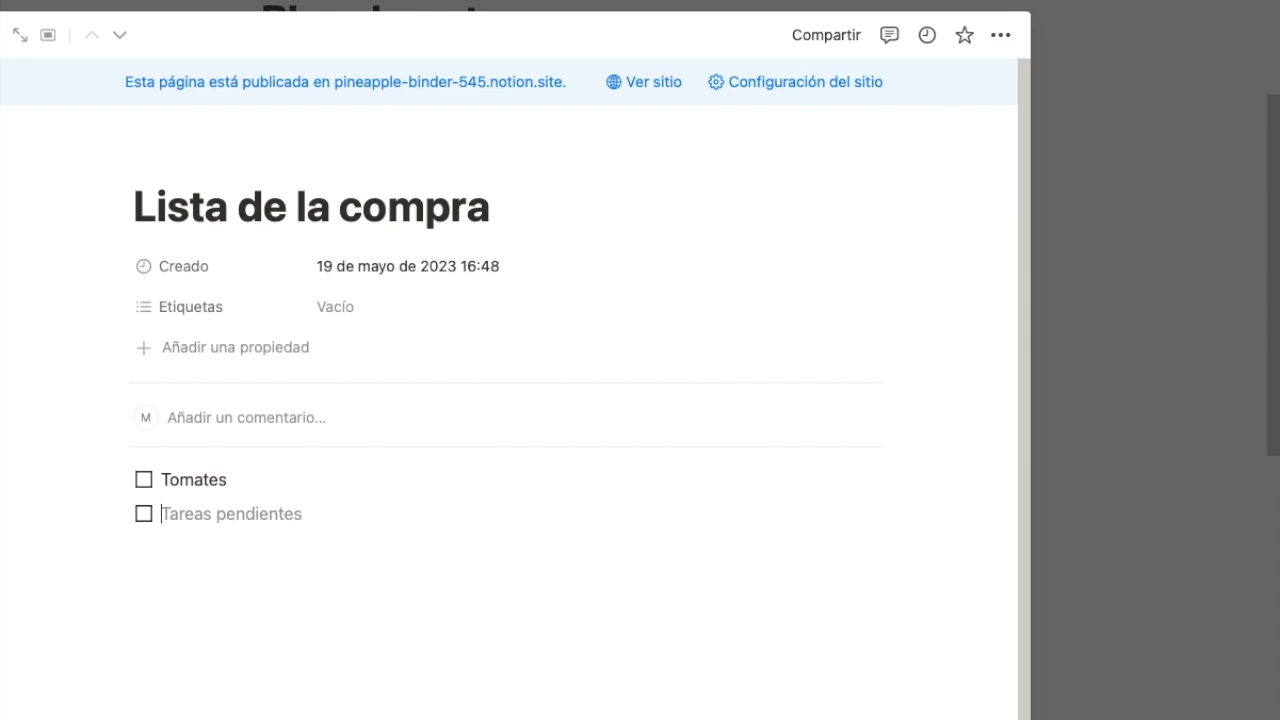 Compartir
Esta página está publicada en pineapple-binder-545.notion.site. Ver sitio Configuración del sitio
Lista de la compra
Creado 19 de mayo de 2023 16:48
Etiquetas Vacío
Añadir una propiedad
M Añadir un comentario...
Tomates
Tareas pendientes